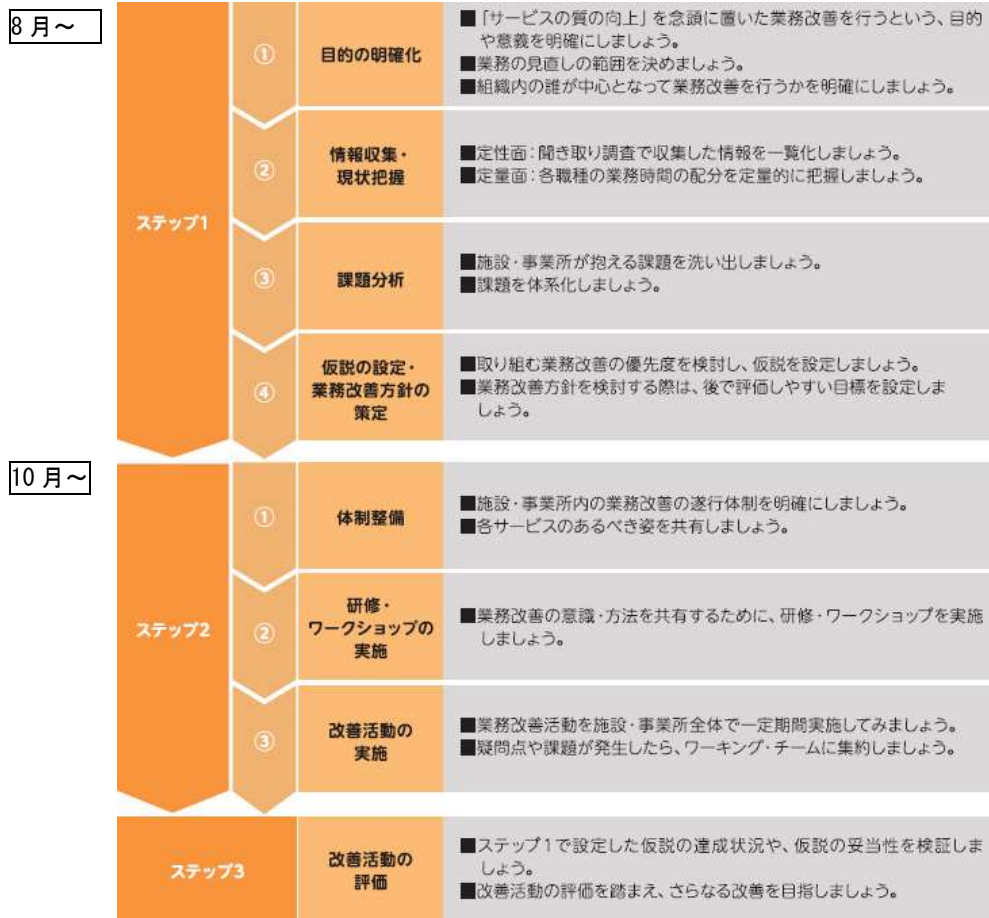 8月～
ステップ1
①
目的の明確化
■「サービスの質の向上」を念頭に置いた業務改善を行うという、目的
や意義を明確にしましょう。
■業務の見直しの範囲を決めましょう。
■組織内の誰が中心となって業務改善を行うかを明確にしましょう。
②
情報収集・
現状把握
■定性面：聞き取り調査で収集した情報を一覧化しましょう。
■定量面：各職種の業務時間の配分を定量的に把握しましょう。
③
課題分析
■施設・事業所が抱える課題を洗い出しましょう。
■課題を体系化しましょう。
④
仮説の設定・
業務改善方針の
策定
■取り組む業務改善の優先度を検討し、仮説を設定しましょう。
■業務改善方針を検討する際は、後で評価しやすい目標を設定しま
しょう。
10月～
ステップ2
①
体制整備
■施設・事業所内の業務改善の遂行体制を明確にしましょう。
■各サービスのあるべき姿を共有しましょう。
②
研修・
ワークショップの
実施
■業務改善の意識・方法を共有するために、研修・ワークショップを実施
しましょう。
③
改善活動の
実施
■業務改善活動を施設・事業所全体で一定期間実施してみましょう。
■疑問点や課題が発生したら、ワーキング・チームに集約しましょう。
ステップ3
改善活動の
評価
■ステップ1で設定した仮説の達成状況や、仮説の妥当性を検証しま
しょう。
■改善活動の評価を踏まえ、さらなる改善を目指しましょう。